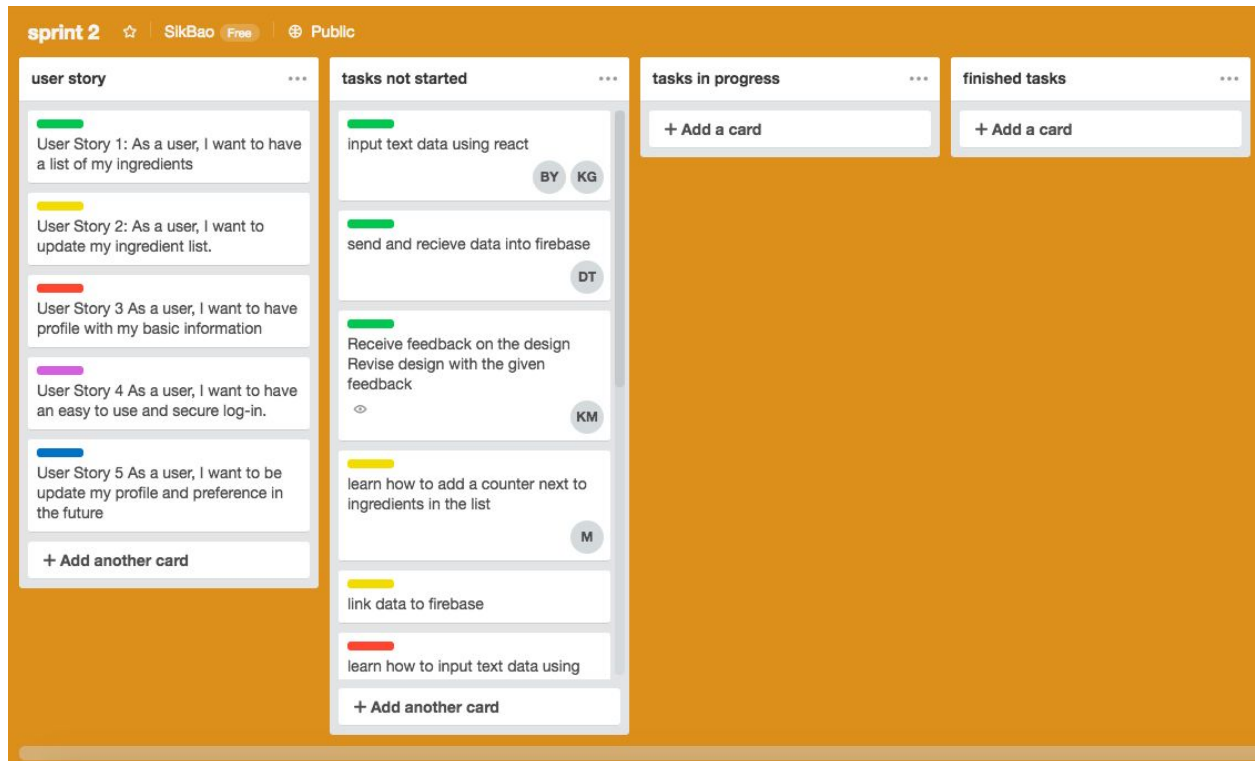 sprint 2 SikBao Free Public
user story
User Story 1: As a user, I want to have
a list of my ingredients
User Story 2: As a user, I want to
update my ingredient list.
User Story 3 As a user, I want to have
profile with my basic information
User Story 4 As a user, I want to have
an easy to use and secure log-in.
User Story 5 As a user, I want to be
update my profile and preference in
the future
+ Add another card
tasks not started
input text data using react
BY KG
send and recieve data into firebase
DT
Receive feedback on the design
Revise design with the given
feedback
KM
learn how to add a counter next to
ingredients in the list
M
link data to firebase
learn how to input text data using
+ Add another card
tasks in progress
+ Add a card
finished tasks
+ Add a card